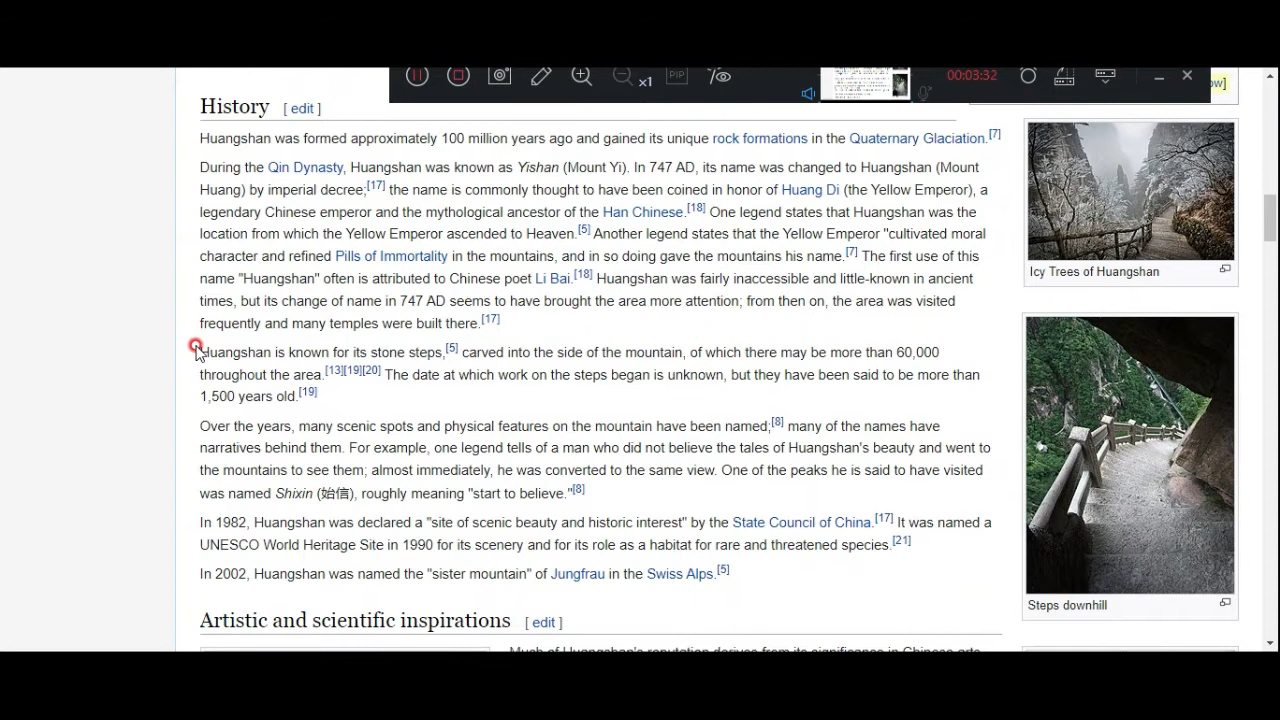 x1
PIP
00:03:32
ow]
History [ edit ]
Huangshan was formed approximately 100 million years ago and gained its unique rock formations in the Quaternary Glaciation.[7]
During the Qin Dynasty, Huangshan was known as Yishan (Mount Yi). In 747 AD, its name was changed to Huangshan (Mount
Huang) by imperial decree;[17] the name is commonly thought to have been coined in honor of Huang Di (the Yellow Emperor), a
legendary Chinese emperor and the mythological ancestor of the Han Chinese.[18] One legend states that Huangshan was the
location from which the Yellow Emperor ascended to Heaven.[5] Another legend states that the Yellow Emperor "cultivated moral
character and refined Pills of Immortality in the mountains, and in so doing gave the mountains his name.[7] The first use of this
name "Huangshan" often is attributed to Chinese poet Li Bai.[18] Huangshan was fairly inaccessible and little-known in ancient
times, but its change of name in 747 AD seems to have brought the area more attention; from then on, the area was visited
frequently and many temples were built there.[17]
Huangshan is known for its stone steps,[5] carved into the side of the mountain, of which there may be more than 60,000
throughout the area.[13][19][20] The date at which work on the steps began is unknown, but they have been said to be more than
1,500 years old.[19]
Over the years, many scenic spots and physical features on the mountain have been named;[8] many of the names have
narratives behind them. For example, one legend tells of a man who did not believe the tales of Huangshan's beauty and went to
the mountains to see them; almost immediately, he was converted to the same view. One of the peaks he is said to have visited
was named Shixin (始信), roughly meaning "start to believe."[8]
In 1982, Huangshan was declared a "site of scenic beauty and historic interest" by the State Council of China.[17] It was named a
UNESCO World Heritage Site in 1990 for its scenery and for its role as a habitat for rare and threatened species.[21]
In 2002, Huangshan was named the "sister mountain" of Jungfrau in the Swiss Alps.[5]
Artistic and scientific inspirations [ edit ]
Much of Huangshan's reputation derives from its significance in Chinese arts
Icy Trees of Huangshan
Steps downhill